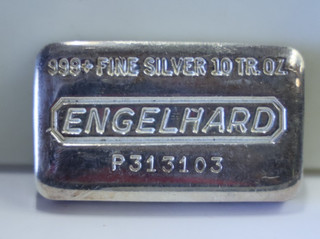 999+ FINE SILVER 10 TR. OZ.
ENGELHARD
P313103